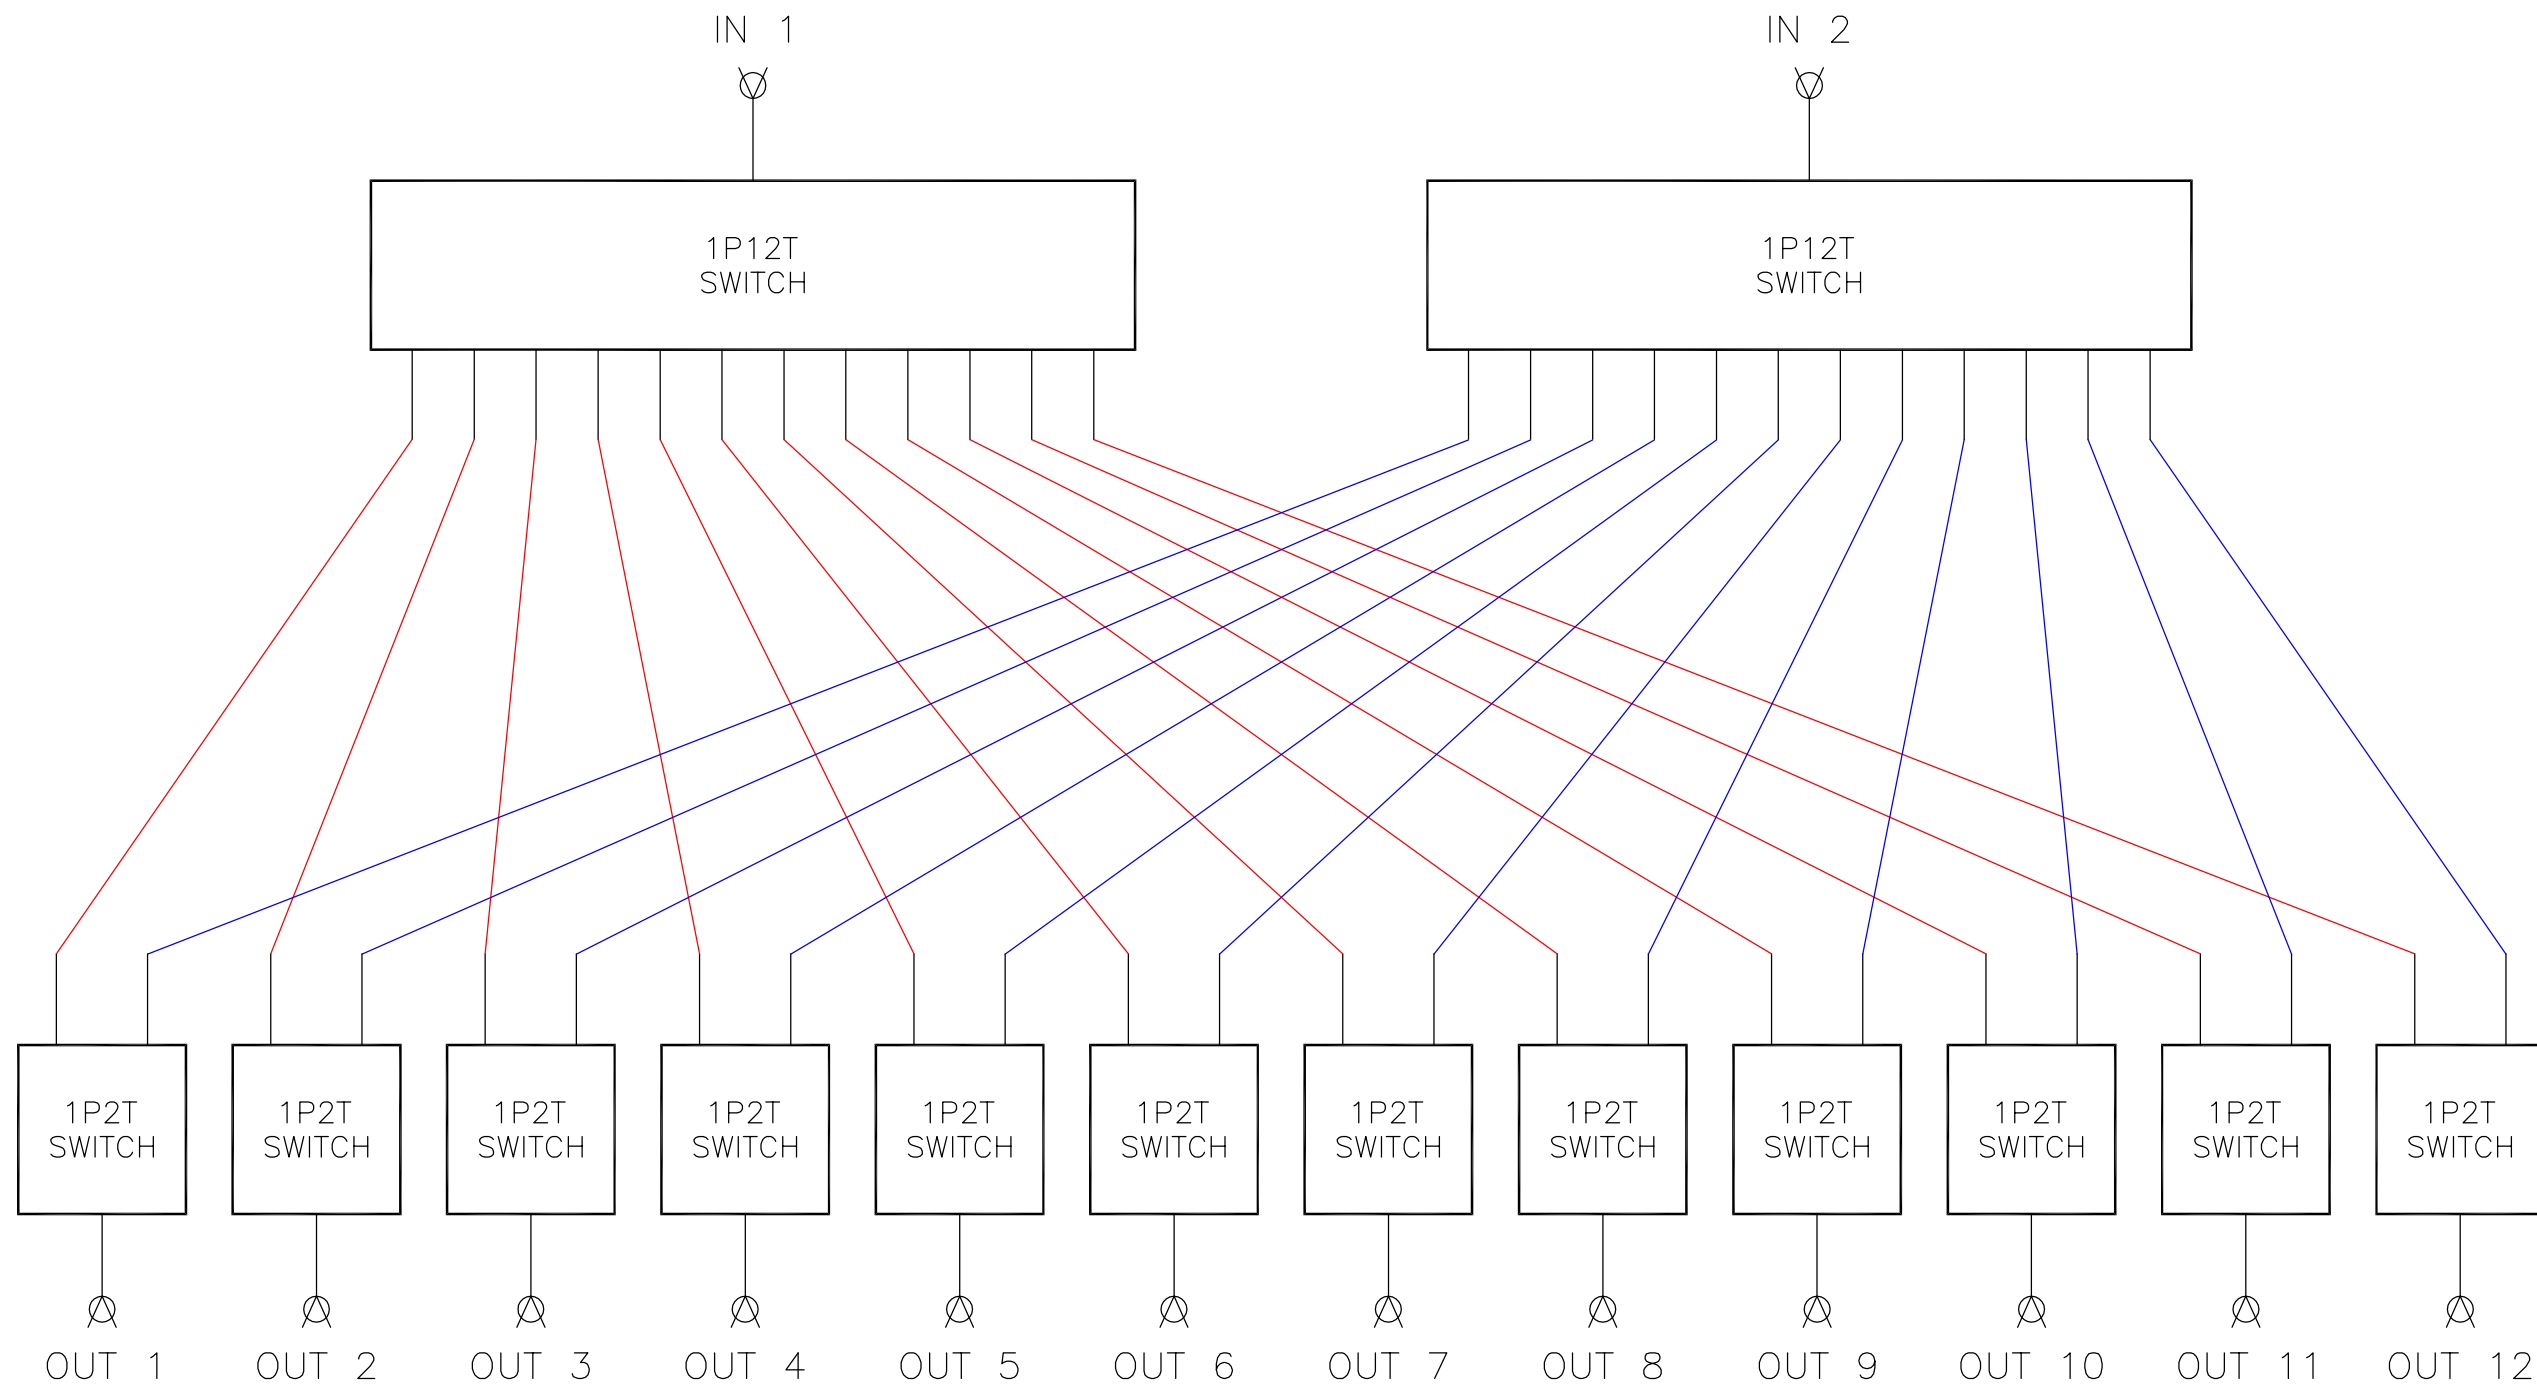 IN 1
IN 2
1P12T
SWITCH
1P12T
SWITCH
1P2T
SWITCH
1P2T
SWITCH
1P2T
SWITCH
1P2T
SWITCH
1P2T
SWITCH
1P2T
SWITCH
1P2T
SWITCH
1P2T
SWITCH
1P2T
SWITCH
1P2T
SWITCH
1P2T
SWITCH
1P2T
SWITCH
OUT 1
OUT 2
OUT 3
OUT 4
OUT 5
OUT 6
OUT 7
OUT 8
OUT 9
OUT 10
OUT 11
OUT 12